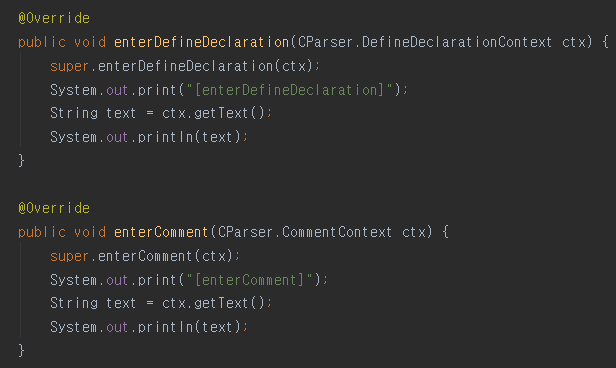 @Override
public void enterDefineDeclaration(CParser.DefineDeclarationContext ctx) {
    super.enterDefineDeclaration(ctx);
    System.out.print("[enterDefineDeclaration]");
    String text = ctx.getText();
    System.out.println(text);
}
@Override
public void enterComment(CParser.CommentContext ctx) {
    super.enterComment(ctx);
    System.out.print("[enterComment]");
    String text = ctx.getText();
    System.out.println(text);
}